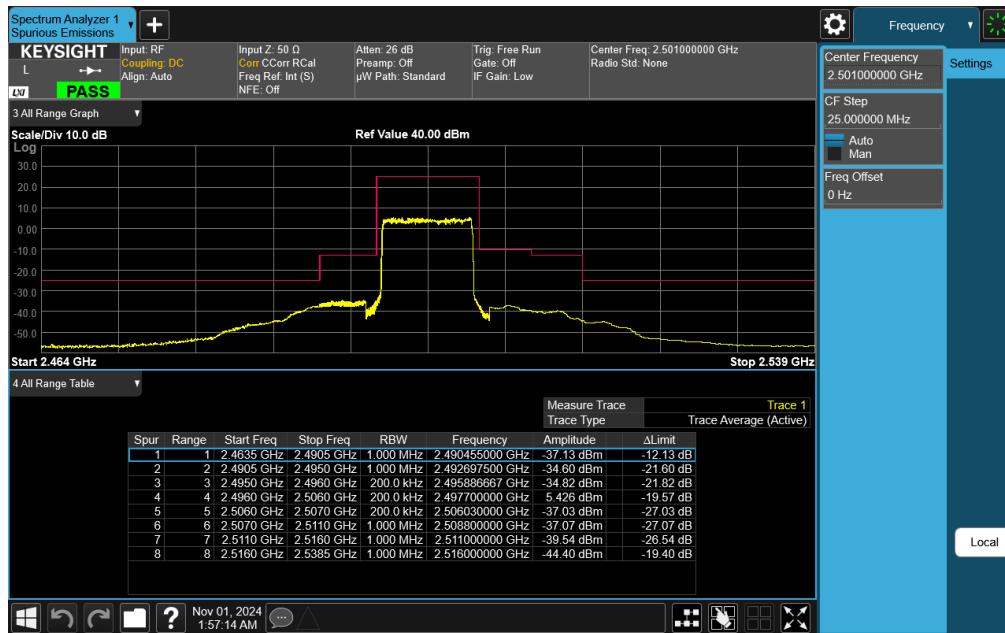 Spectrum Analyzer 1
Spurious Emissions
▼
+
Frequency ▼
KEYSIGHT
L
LXI
PASS
Input: RF
Coupling: DC
Align: Auto
Input Z: 50 Ω
Corr CCorr RCal
Freq Ref: Int (S)
NFE: Off
Atten: 26 dB
Preamp: Off
µW Path: Standard
Trig: Free Run
Gate: Off
IF Gain: Low
Center Freq: 2.501000000 GHz
Radio Std: None
Center Frequency
2.501000000 GHz
Settings
CF Step
25.000000 MHz
Auto
Man
Freq Offset
0 Hz
Local
3 All Range Graph ▼
Scale/Div 10.0 dB
Ref Value 40.00 dBm
Log
30.0
20.0
10.0
0.00
-10.0
-20.0
-30.0
-40.0
-50.0
Start 2.464 GHz
Stop 2.539 GHz
4 All Range Table ▼
Measure Trace Trace 1
Trace Type Trace Average (Active)
Spur Range Start Freq Stop Freq RBW Frequency Amplitude ΔLimit
1 1 2.4635 GHz 2.4905 GHz 1.000 MHz 2.490455000 GHz -37.13 dBm -12.13 dB
2 2 2.4905 GHz 2.4950 GHz 1.000 MHz 2.492697500 GHz -34.60 dBm -21.60 dB
3 3 2.4950 GHz 2.4960 GHz 200.0 kHz 2.495886667 GHz -34.82 dBm -21.82 dB
4 4 2.4960 GHz 2.5060 GHz 200.0 kHz 2.497700000 GHz 5.426 dBm -19.57 dB
5 5 2.5060 GHz 2.5070 GHz 200.0 kHz 2.506030000 GHz -37.03 dBm -27.03 dB
6 6 2.5070 GHz 2.5110 GHz 1.000 MHz 2.508800000 GHz -37.07 dBm -27.07 dB
7 7 2.5110 GHz 2.5160 GHz 1.000 MHz 2.511000000 GHz -39.54 dBm -26.54 dB
8 8 2.5160 GHz 2.5385 GHz 1.000 MHz 2.516000000 GHz -44.40 dBm -19.40 dB
?
Nov 01, 2024
1:57:14 AM